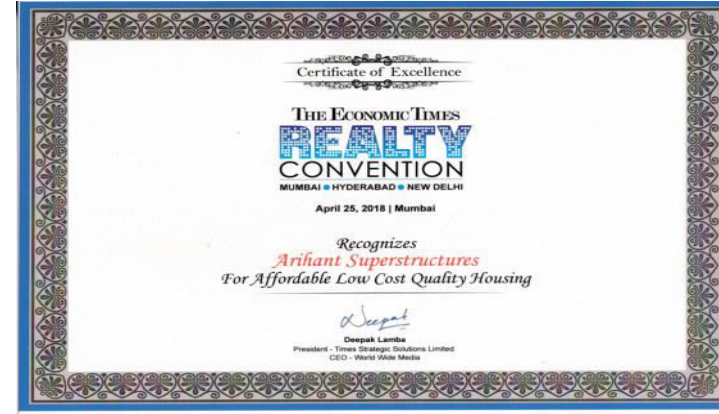 Certificate of Excellence
THE ECONOMIC TIMES
REALTY
CONVENTION
MUMBAI ● HYDERABAD ● NEW DELHI
April 25, 2018 | Mumbai
Recognizes
Arihant Superstructures
For Affordable Low Cost Quality Housing
Deepak
Deepak Lamba
President - Times Strategic Solutions Limited
CEO - World Wide Media